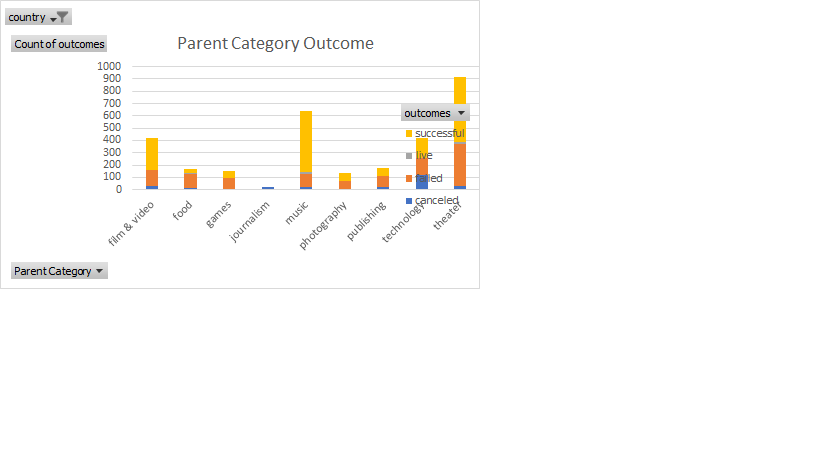 country
Count of outcomes
Parent Category Outcome
1000
900
800
700
600
500
400
300
200
100
0
outcomes
successful
live
failed
canceled
film & video
food
games
journalism
music
photography
publishing
technology
theater
Parent Category